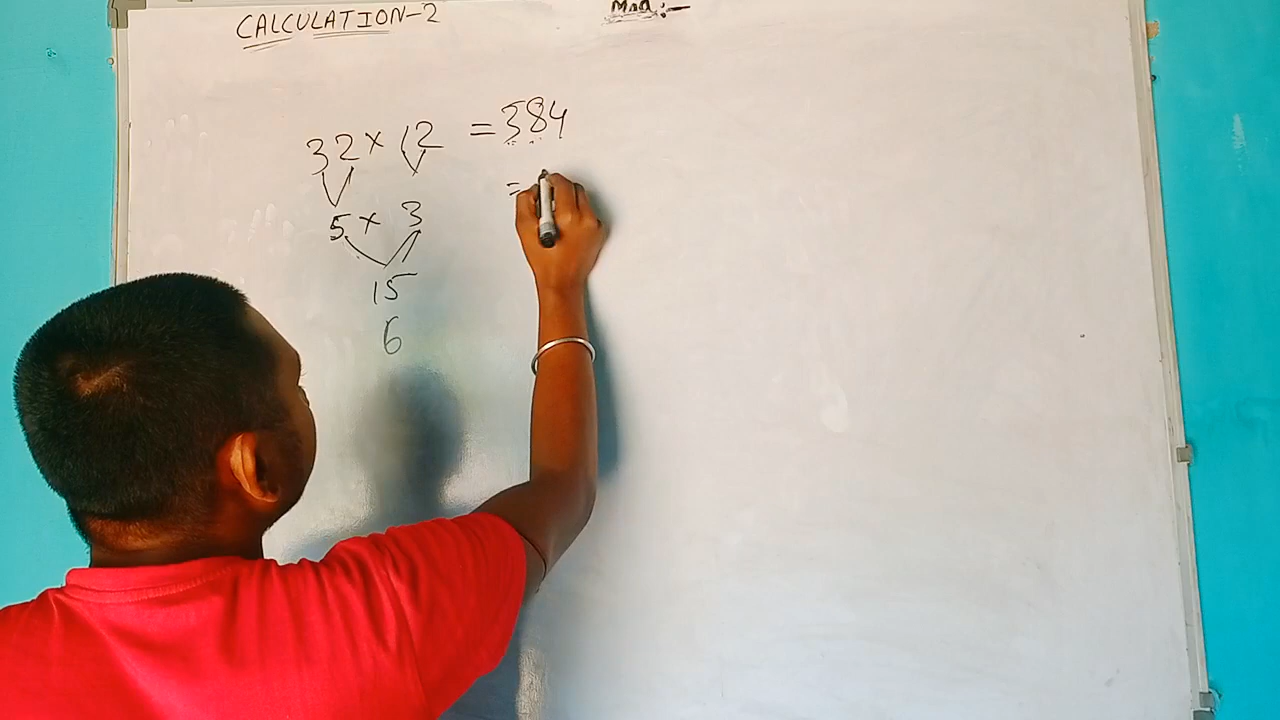 CALCULATION-2
32 × 12 = 384
=
5 × 3
15
6